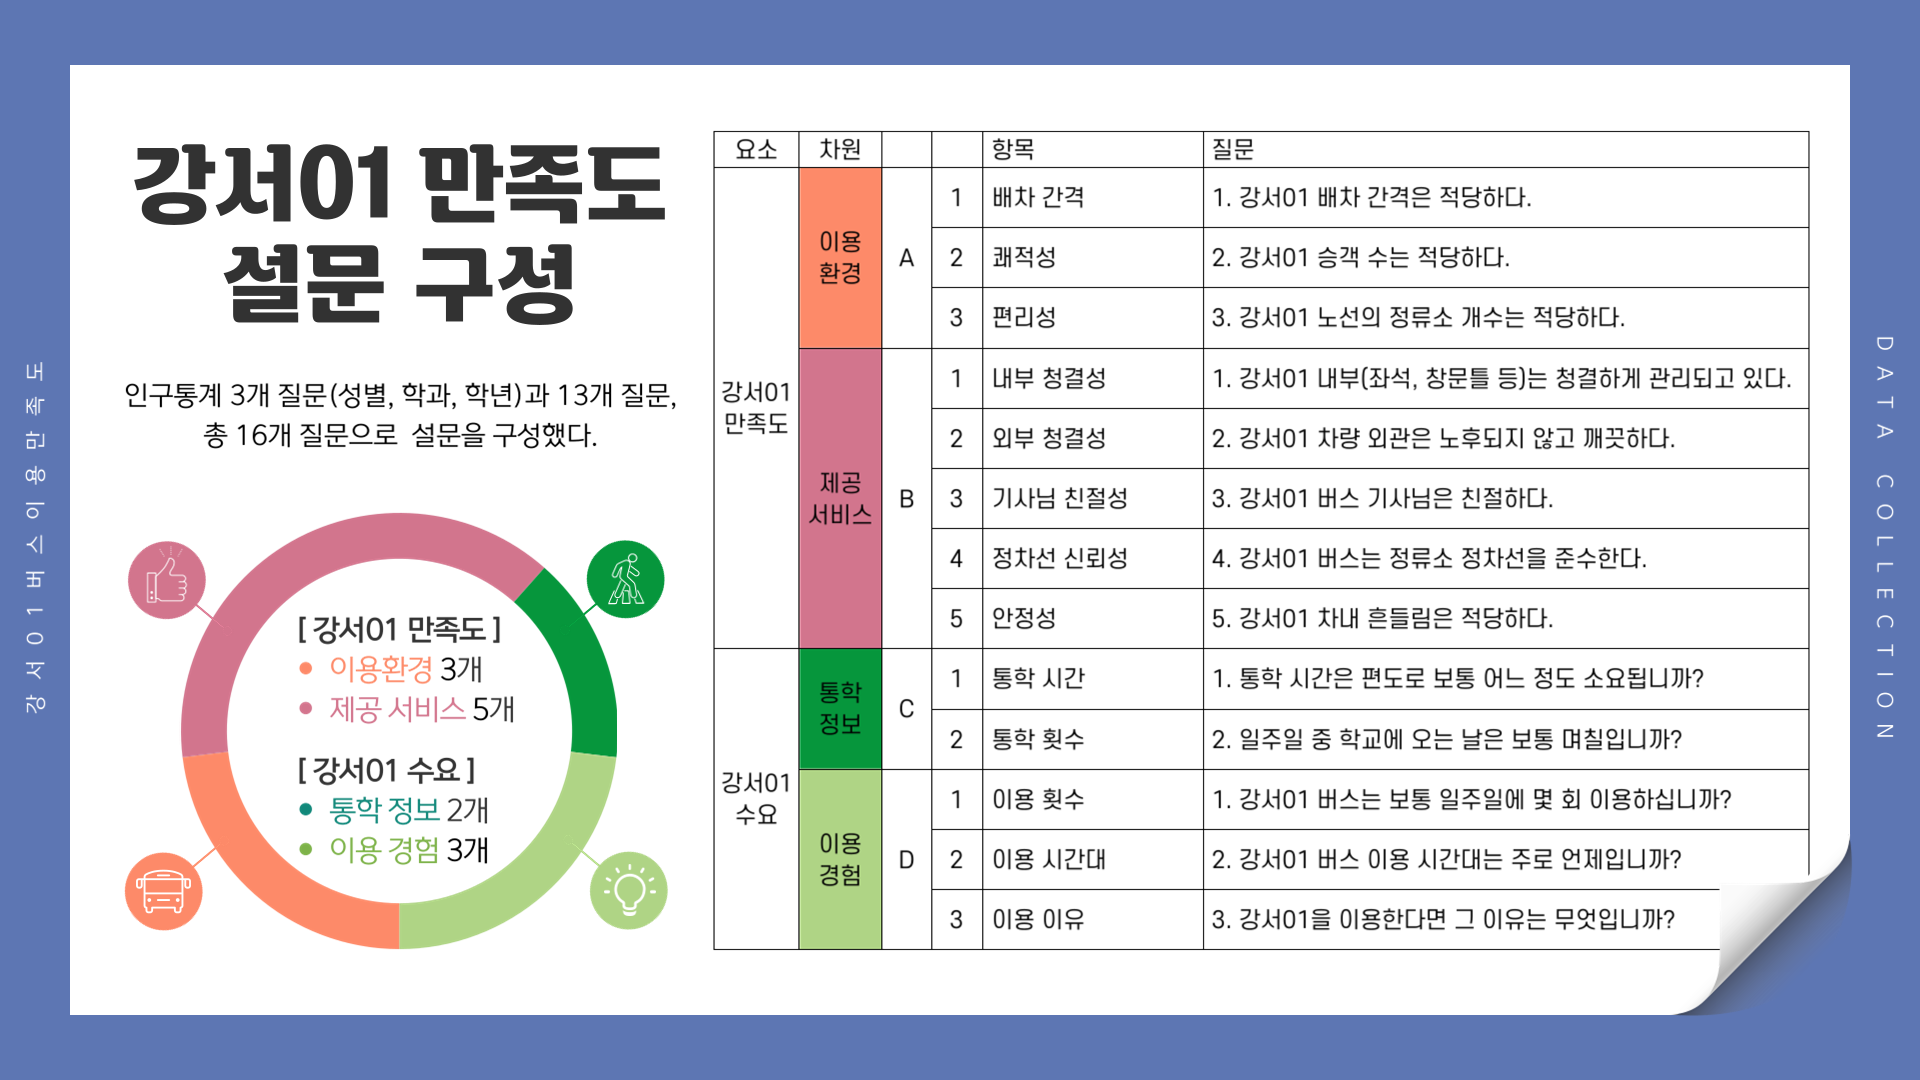 강서01버스이용만족도
강서01 만족도
설문 구성
인구통계 3개 질문(성별, 학과, 학년)과 13개 질문,
총 16개 질문으로 설문을 구성했다.
[ 강서01 만족도 ]
• 이용환경 3개
• 제공 서비스 5개
[ 강서01 수요 ]
• 통학 정보 2개
• 이용 경험 3개
요소 차원 항목 질문
강서01
만족도
이용
환경
A
1 배차 간격 1. 강서01 배차 간격은 적당하다.
2 쾌적성 2. 강서01 승객 수는 적당하다.
3 편리성 3. 강서01 노선의 정류소 개수는 적당하다.
제공
서비스
B
1 내부 청결성 1. 강서01 내부(좌석, 창문틀 등)는 청결하게 관리되고 있다.
2 외부 청결성 2. 강서01 차량 외관은 노후되지 않고 깨끗하다.
3 기사님 친절성 3. 강서01 버스 기사님은 친절하다.
4 정차선 신뢰성 4. 강서01 버스는 정류소 정차선을 준수한다.
5 안정성 5. 강서01 차내 흔들림은 적당하다.
강서01
수요
통학
정보
C
1 통학 시간 1. 통학 시간은 편도로 보통 어느 정도 소요됩니까?
2 통학 횟수 2. 일주일 중 학교에 오는 날은 보통 며칠입니까?
이용
경험
D
1 이용 횟수 1. 강서01 버스는 보통 일주일에 몇 회 이용하십니까?
2 이용 시간대 2. 강서01 버스 이용 시간대는 주로 언제입니까?
3 이용 이유 3. 강서01을 이용한다면 그 이유는 무엇입니까?
DATA COLLECTION